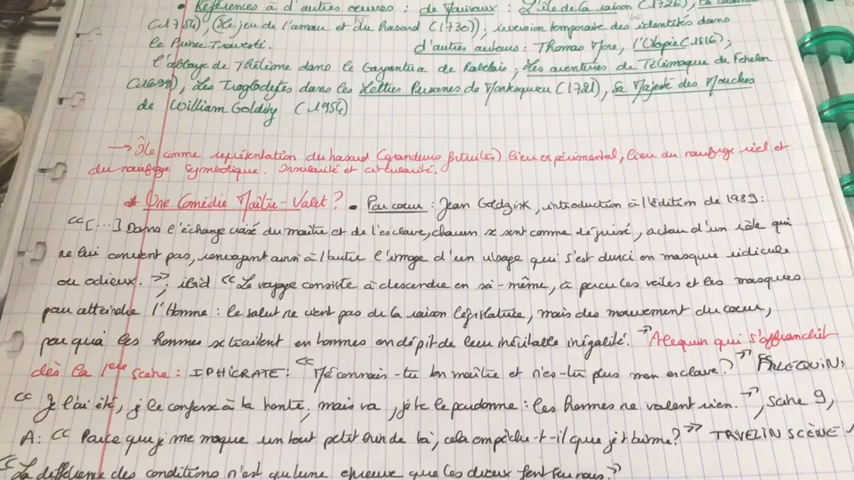 Références à d'autres œuvres : de Marivaux : L'île de la raison (1726), La
(1754), (Le jeu de l'amour et du hasard (1730)), inversion temporaire des identités dans
le Prince Travesti. d'autres auteurs : Thomas More, l'Utopie (1516) ;
l'abbaye de Thélème dans le Gargantua de Rabelais ; Les aventures de Télémaque de Fénelon
(1699), Les Troglodytes dans les Lettres Persanes de Montesquieu (1721), Sa Majesté des Mouches
de William Golding (1954)
→ Île comme représentation du hasard (grandeurs fortuites) lieu expérimental, lieu du naufrage réel et
du naufrage symbolique. et circularité.
* Une Comédie Maître-Valet ? • Par cœur : Jean Goldzink, introduction à l'édition de 1989 :
"[...] Dans l'échange vicié du maître et de l'esclave, chacun se sent comme déguisé, acteur d'un rôle qui
ne lui convient pas, renvoyant ainsi à l'autre l'image d'un usage qui s'est durci en masque ridicule
ou odieux. " ; ibid "Le voyage consiste à descendre en soi-même, à percer les voiles et les masques
pour atteindre l'Homme : le salut ne vient pas de la raison législatrice, mais des mouvement du cœur,
par quoi les hommes se traitent en hommes en dépit de leur inévitable inégalité. " Arlequin qui s'affranchit
dès la 1ère scène : IPHICRATE : "Méconnais-tu ton maître et n'es-tu plus mon esclave ? " ARLEQUIN,
" Je l'ai été, je le confesse à ta honte, mais va, je te le pardonne : les hommes ne valent rien. ", scène 9,
A : " Parce que je me moque un tout petit brin de toi, cela empêche-t-il que je t'aime ? " TRIVELIN SCÈNE
"La différence des conditions n'est qu'une épreuve que les dieux font sur nous."